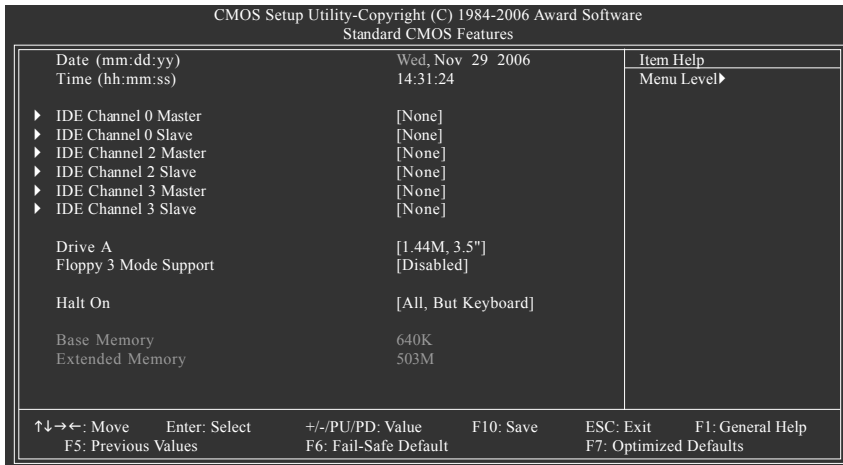 CMOS Setup Utility-Copyright (C) 1984-2006 Award Software
Standard CMOS Features
Date (mm:dd:yy) Wed, Nov 29 2006
Time (hh:mm:ss) 14:31:24
IDE Channel 0 Master [None]
IDE Channel 0 Slave [None]
IDE Channel 2 Master [None]
IDE Channel 2 Slave [None]
IDE Channel 3 Master [None]
IDE Channel 3 Slave [None]
Drive A [1.44M, 3.5"]
Floppy 3 Mode Support [Disabled]
Halt On [All, But Keyboard]
Base Memory 640K
Extended Memory 503M
Item Help
Menu Level
↑↓→←: Move Enter: Select +/-/PU/PD: Value F10: Save ESC: Exit F1: General Help
F5: Previous Values F6: Fail-Safe Default F7: Optimized Defaults